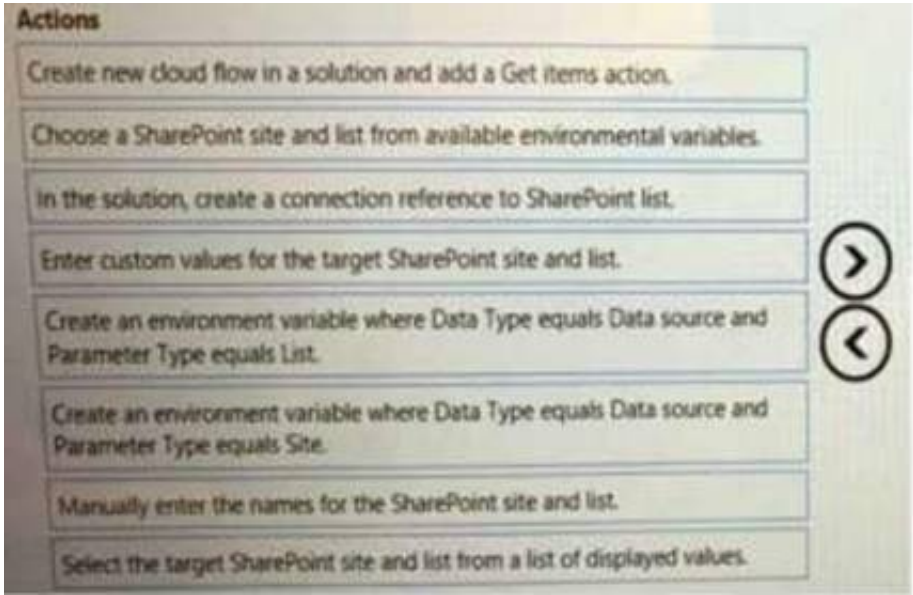 Actions
Create new cloud flow in a solution and add a Get items action.
Choose a SharePoint site and list from available environmental variables.
In the solution, create a connection reference to SharePoint list.
Enter custom values for the target SharePoint site and list.
Create an environment variable where Data Type equals Data source and
Parameter Type equals List.
Create an environment variable where Data Type equals Data source and
Parameter Type equals Site.
Manually enter the names for the SharePoint site and list.
Select the target SharePoint site and list from a list of displayed values.